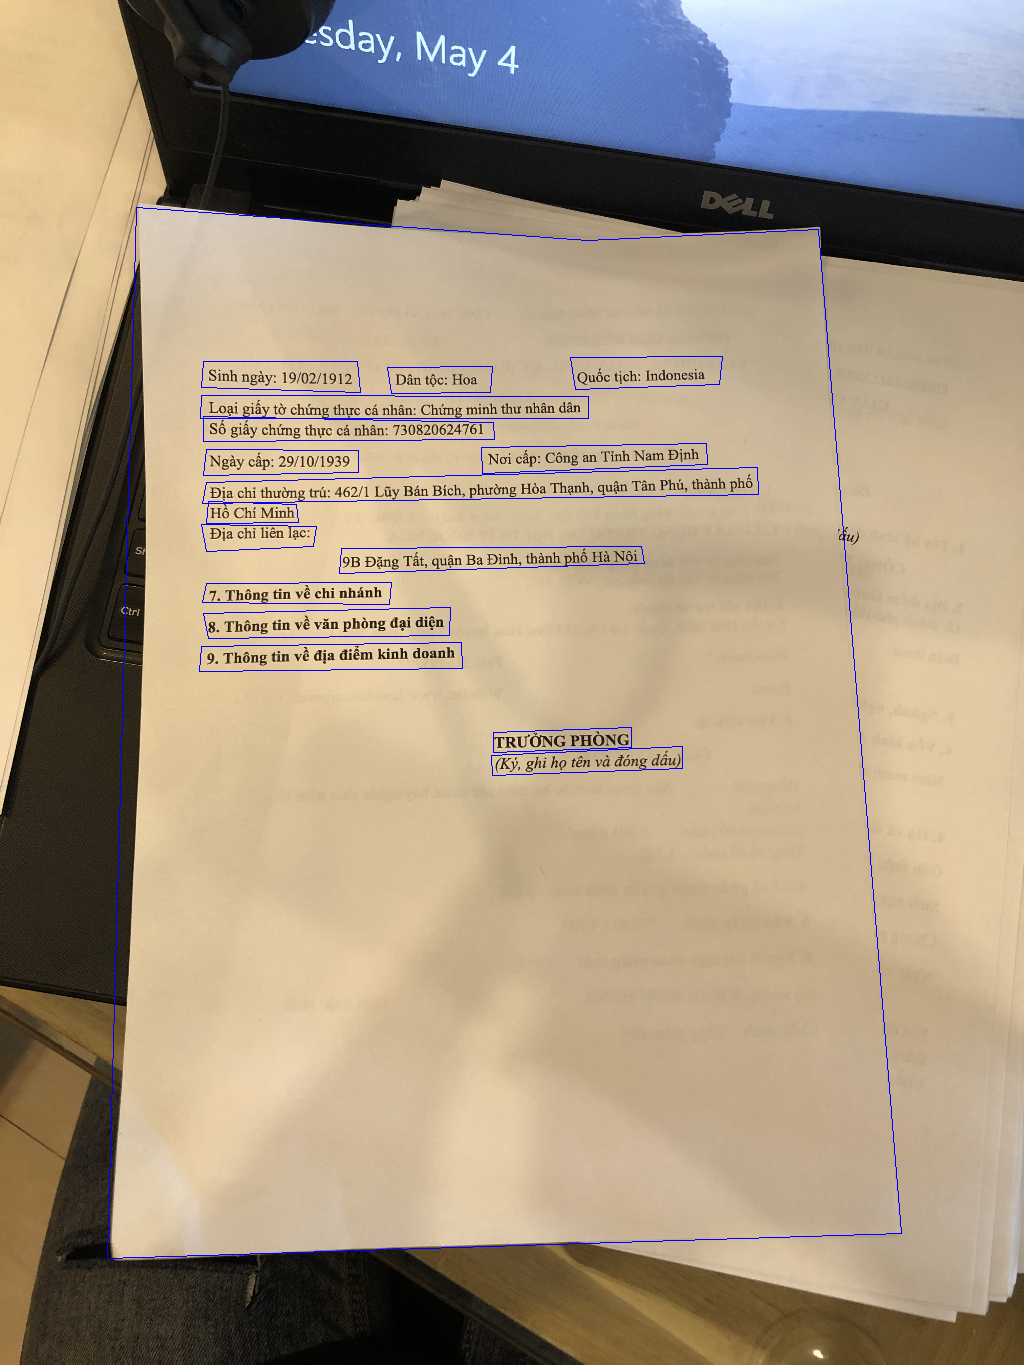 esday, May 4
DELL
Sinh ngày: 19/02/1912 Dân tộc: Hoa Quốc tịch: Indonesia
Loại giấy tờ chứng thực cá nhân: Chứng minh thư nhân dân
Số giấy chứng thực cá nhân: 730820624761
Ngày cấp: 29/10/1939 Nơi cấp: Công an Tỉnh Nam Định
Địa chỉ thường trú: 462/1 Lũy Bán Bích, phường Hòa Thạnh, quận Tân Phú, thành phố
Hồ Chí Minh
Địa chỉ liên lạc:
9B Đặng Tất, quận Ba Đình, thành phố Hà Nội
7. Thông tin về chi nhánh
8. Thông tin về văn phòng đại diện
9. Thông tin về địa điểm kinh doanh
TRƯỞNG PHÒNG
(Ký, ghi họ tên và đóng dấu)
dấu)
Ctrl